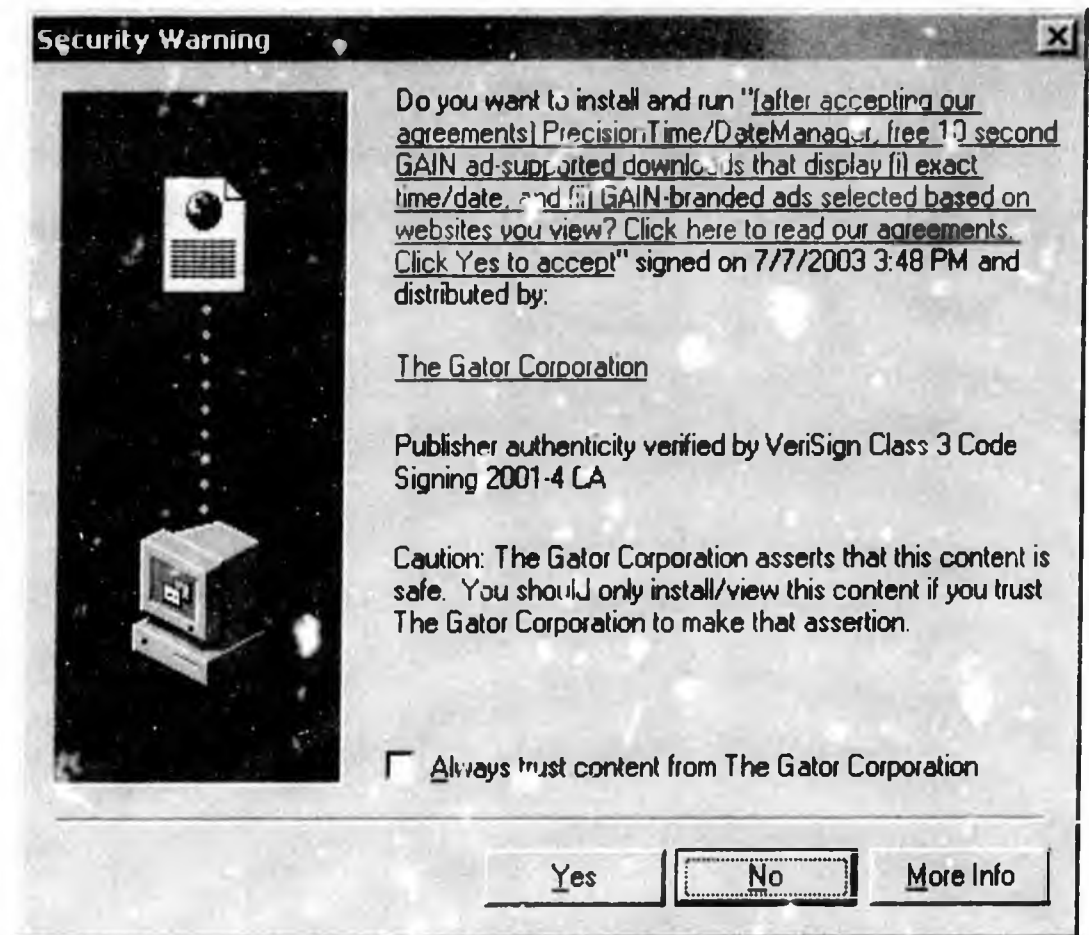 Security Warning
Do you want to install and run "[after accepting our
agreements] PrecisionTime/DateManager, free 10 second
GAIN ad-supported downloads that display (i) exact
time/date, and (ii) GAIN-branded ads selected based on
websites you view? Click here to read our agreements.
Click Yes to accept" signed on 7/7/2003 3:48 PM and
distributed by:
The Gator Corporation
Publisher authenticity verified by VeriSign Class 3 Code
Signing 2001-4 CA
Caution: The Gator Corporation asserts that this content is
safe. You should only install/view this content if you trust
The Gator Corporation to make that assertion.
Always trust content from The Gator Corporation
Yes No More Info